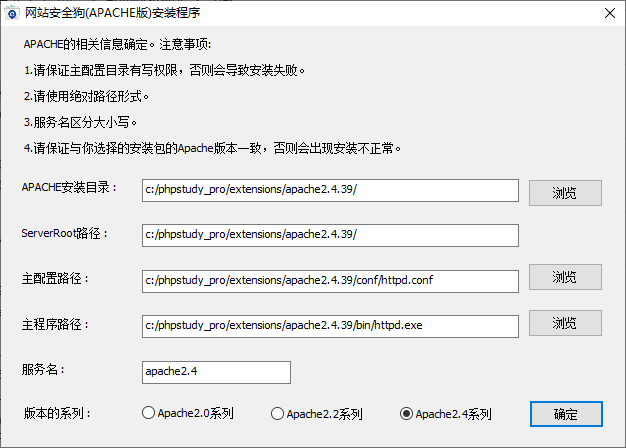 网站安全狗(APACHE版)安装程序
APACHE的相关信息确定。注意事项:
1.请保证主配置目录有写权限，否则会导致安装失败。
2.请使用绝对路径形式。
3.服务名区分大小写。
4.请保证与你选择的安装包的Apache版本一致，否则会出现安装不正常。
APACHE安装目录： c:/phpstudy_pro/extensions/apache2.4.39/ 浏览
ServerRoot路径： c:/phpstudy_pro/extensions/apache2.4.39/
主配置路径： c:/phpstudy_pro/extensions/apache2.4.39/conf/httpd.conf 浏览
主程序路径： c:/phpstudy_pro/extensions/apache2.4.39/bin/httpd.exe 浏览
服务名： apache2.4
版本的系列： Apache2.0系列 Apache2.2系列 Apache2.4系列 确定